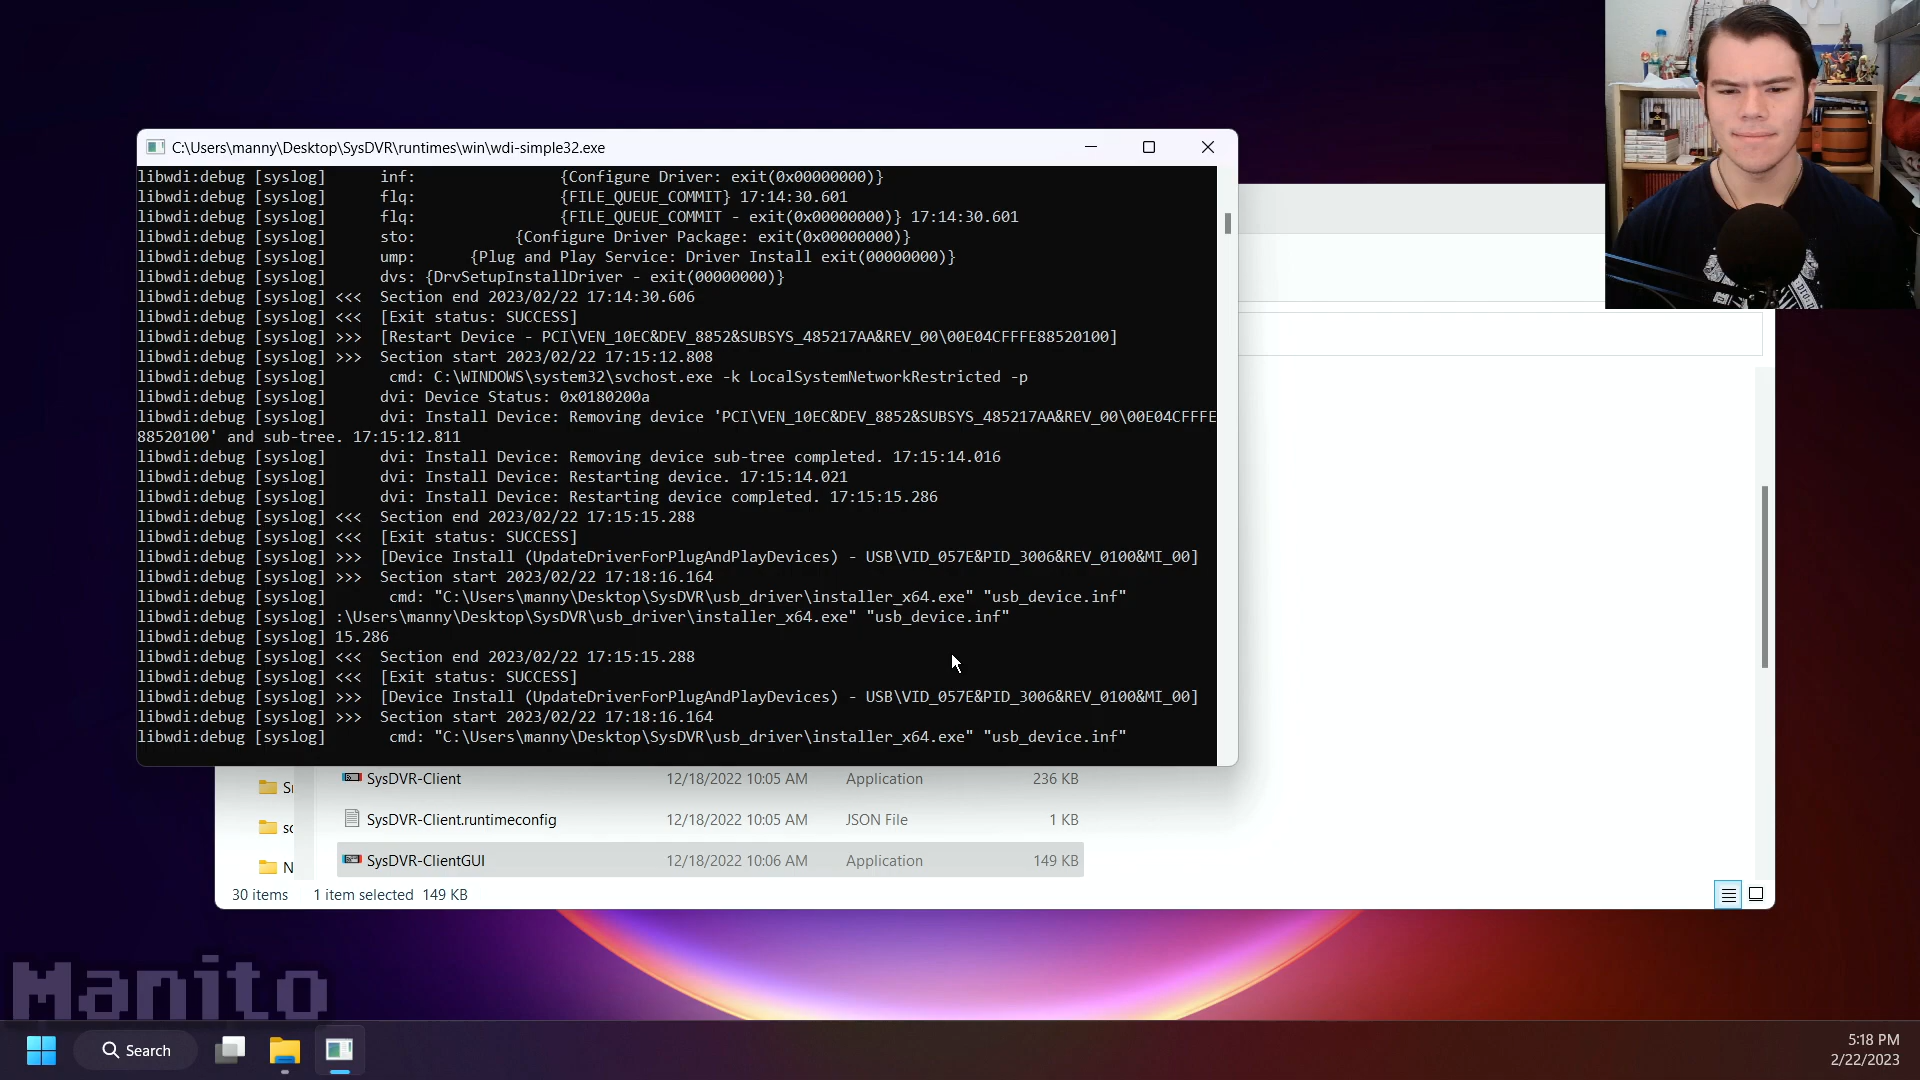 C:\Users\manny\Desktop\SysDVR\runtimes\win\wdi-simple32.exe
libwdi:debug [syslog]      inf:                {Configure Driver: exit(0x00000000)}
libwdi:debug [syslog]      flq:                {FILE_QUEUE_COMMIT} 17:14:30.601
libwdi:debug [syslog]      flq:                {FILE_QUEUE_COMMIT - exit(0x00000000)} 17:14:30.601
libwdi:debug [syslog]      sto:           {Configure Driver Package: exit(0x00000000)}
libwdi:debug [syslog]      ump:      {Plug and Play Service: Driver Install exit(00000000)}
libwdi:debug [syslog]      dvs: {DrvSetupInstallDriver - exit(00000000)}
libwdi:debug [syslog] <<<  Section end 2023/02/22 17:14:30.606
libwdi:debug [syslog] <<<  [Exit status: SUCCESS]
libwdi:debug [syslog] >>>  [Restart Device - PCI\VEN_10EC&DEV_8852&SUBSYS_485217AA&REV_00\00E04CFFFE88520100]
libwdi:debug [syslog] >>>  Section start 2023/02/22 17:15:12.808
libwdi:debug [syslog]       cmd: C:\WINDOWS\system32\svchost.exe -k LocalSystemNetworkRestricted -p
libwdi:debug [syslog]      dvi: Device Status: 0x0180200a
libwdi:debug [syslog]      dvi: Install Device: Removing device 'PCI\VEN_10EC&DEV_8852&SUBSYS_485217AA&REV_00\00E04CFFFE
88520100' and sub-tree. 17:15:12.811
libwdi:debug [syslog]      dvi: Install Device: Removing device sub-tree completed. 17:15:14.016
libwdi:debug [syslog]      dvi: Install Device: Restarting device. 17:15:14.021
libwdi:debug [syslog]      dvi: Install Device: Restarting device completed. 17:15:15.286
libwdi:debug [syslog] <<<  Section end 2023/02/22 17:15:15.288
libwdi:debug [syslog] <<<  [Exit status: SUCCESS]
libwdi:debug [syslog] >>>  [Device Install (UpdateDriverForPlugAndPlayDevices) - USB\VID_057E&PID_3006&REV_0100&MI_00]
libwdi:debug [syslog] >>>  Section start 2023/02/22 17:18:16.164
libwdi:debug [syslog]       cmd: "C:\Users\manny\Desktop\SysDVR\usb_driver\installer_x64.exe" "usb_device.inf"
libwdi:debug [syslog] :\Users\manny\Desktop\SysDVR\usb_driver\installer_x64.exe" "usb_device.inf"
libwdi:debug [syslog] 15.286
libwdi:debug [syslog] <<<  Section end 2023/02/22 17:15:15.288
libwdi:debug [syslog] <<<  [Exit status: SUCCESS]
libwdi:debug [syslog] >>>  [Device Install (UpdateDriverForPlugAndPlayDevices) - USB\VID_057E&PID_3006&REV_0100&MI_00]
libwdi:debug [syslog] >>>  Section start 2023/02/22 17:18:16.164
libwdi:debug [syslog]       cmd: "C:\Users\manny\Desktop\SysDVR\usb_driver\installer_x64.exe" "usb_device.inf"
SysDVR-Client 12/18/2022 10:05 AM Application 236 KB
SysDVR-Client.runtimeconfig 12/18/2022 10:05 AM JSON File 1 KB
N SysDVR-ClientGUI 12/18/2022 10:06 AM Application 149 KB
30 items 1 item selected 149 KB
Manito
Search
5:18 PM
2/22/2023